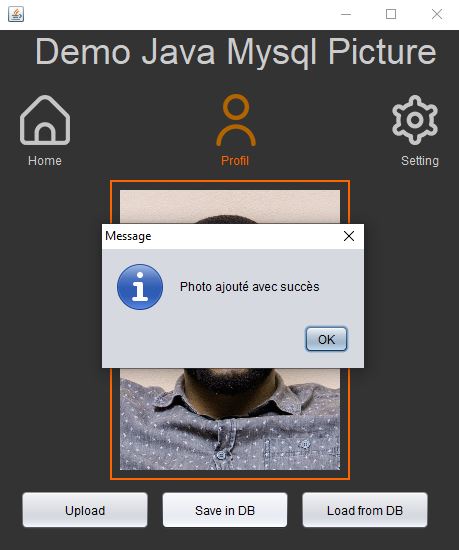 Demo Java Mysql Picture
Home
Profil
Setting
Message
Photo ajouté avec succès
OK
Upload
Save in DB
Load from DB